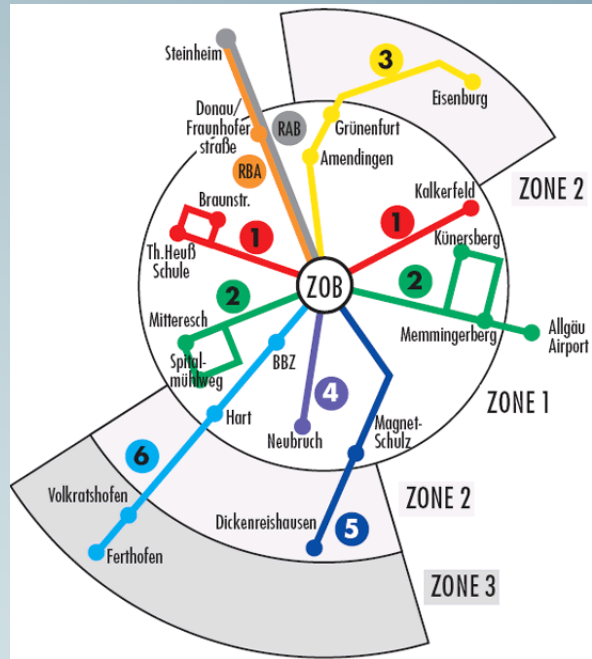 Steinheim
3
Eisenburg
Donau/
Fraunhofer
straße
RAB
Grünenfurt
RBA
Amendingen
ZONE 2
Braunstr.
Kalkerfeld
1
1
Th.Heuß
Schule
Künersberg
ZOB
2
2
Mitteresch
Memmingerberg
Allgäu
Airport
Spital-
mühlweg
BBZ
4
ZONE 1
Hart
Neubruch
Magnet-
Schulz
6
Volkratshofen
ZONE 2
Dickenreishausen
5
Ferthofen
ZONE 3